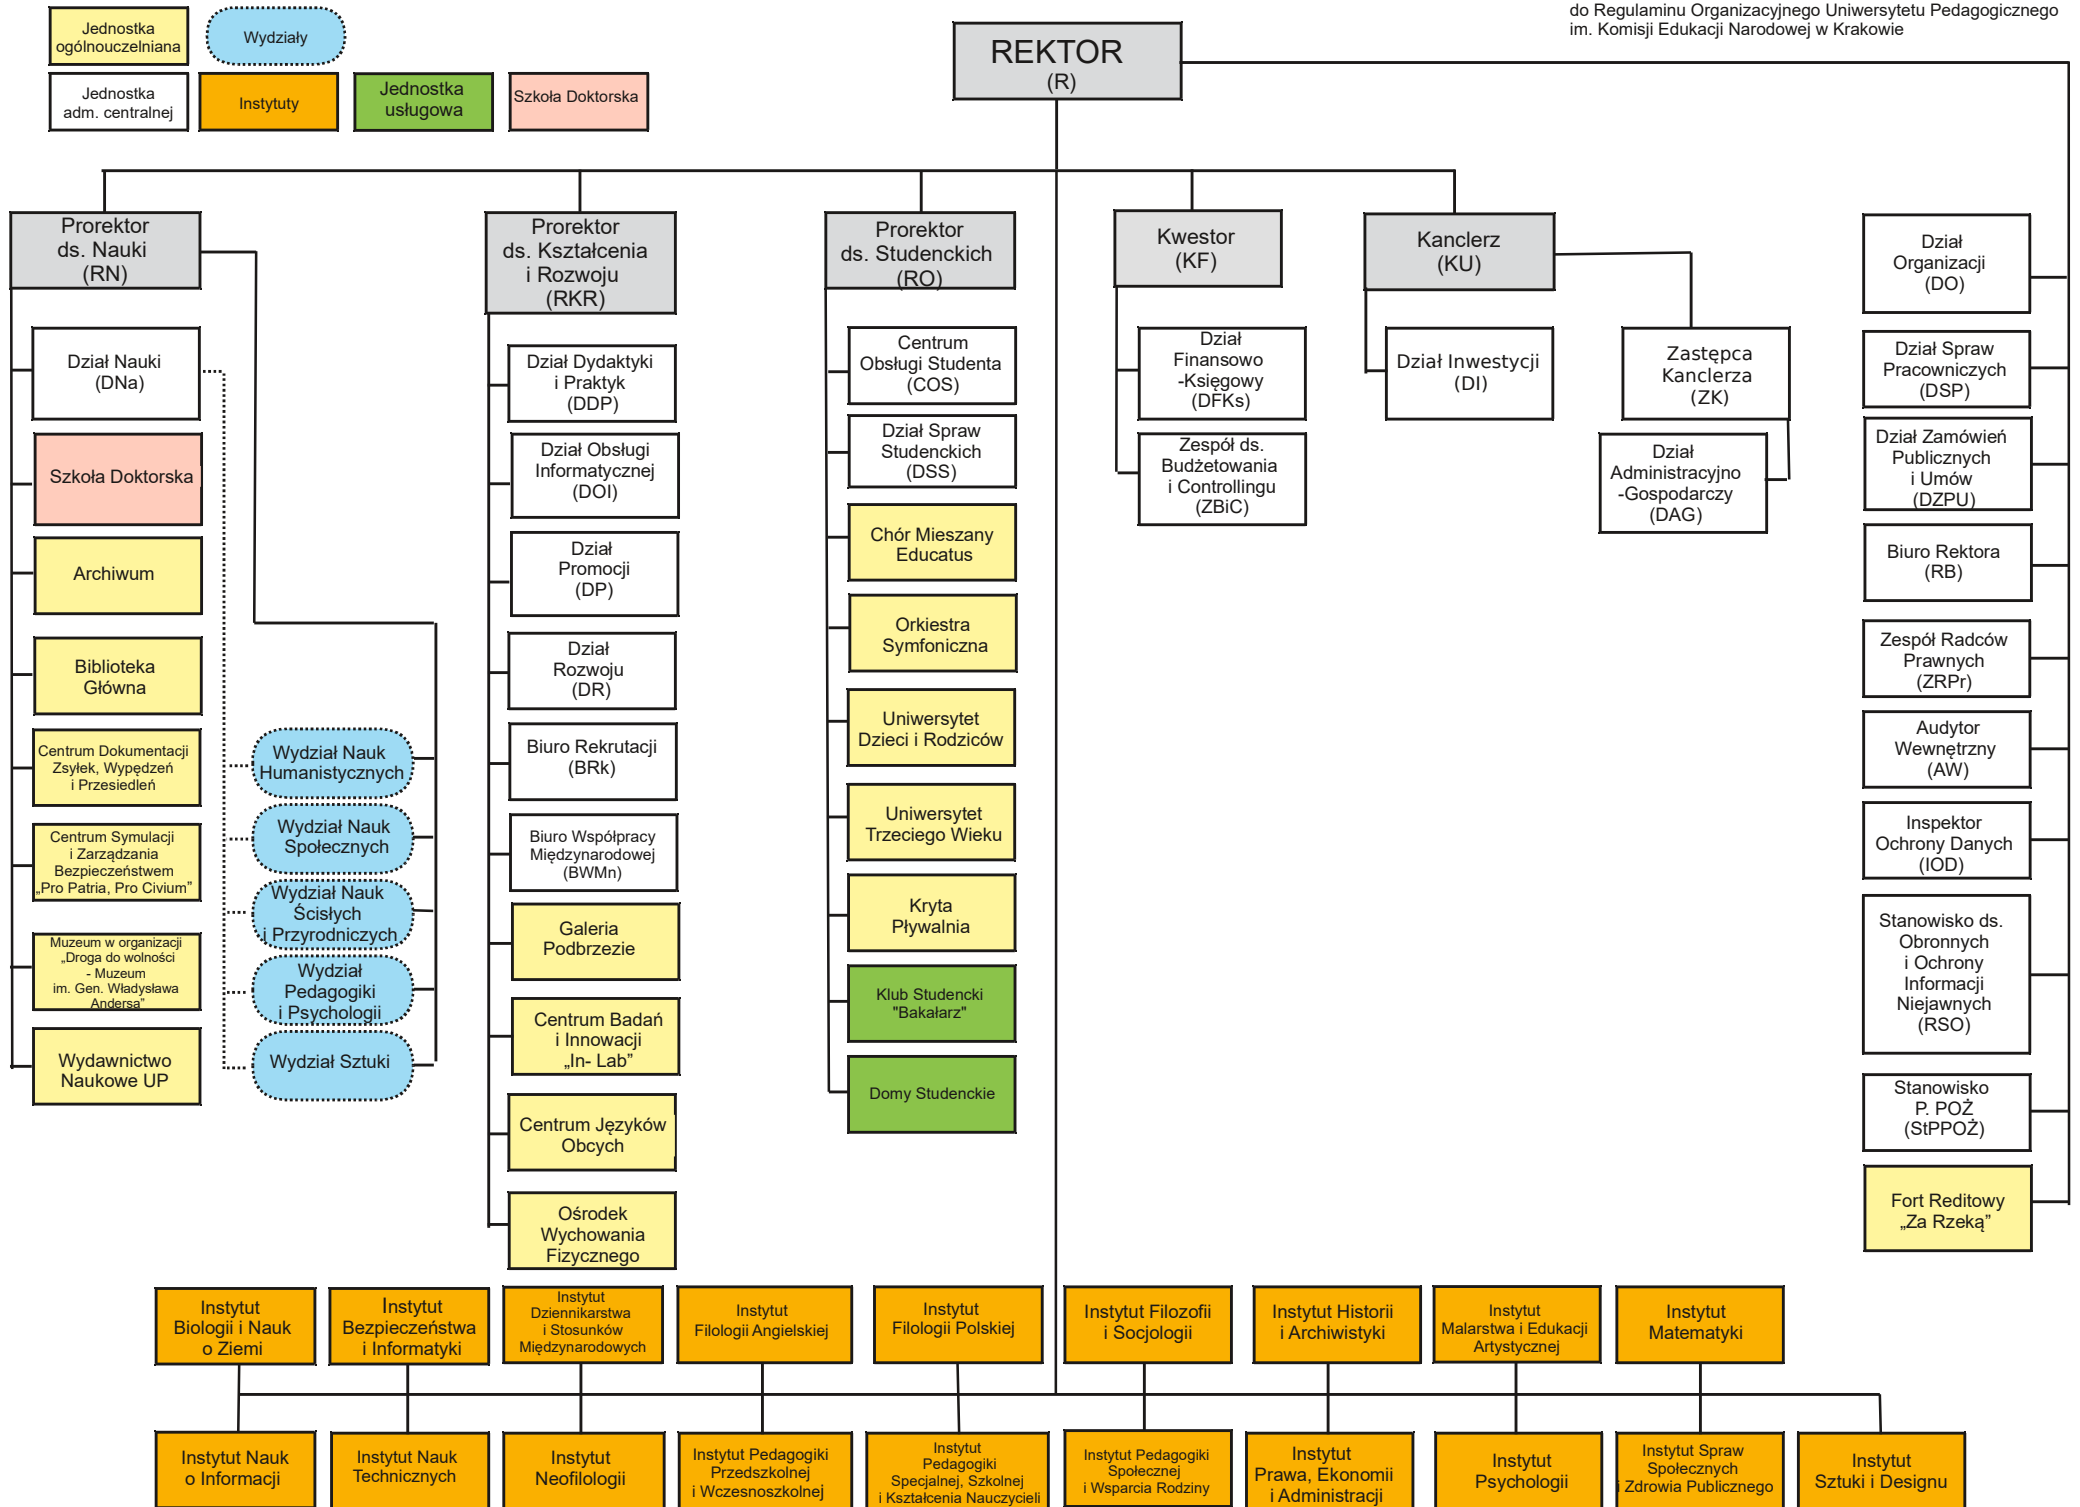 do Regulaminu Organizacyjnego Uniwersytetu Pedagogicznego
im. Komisji Edukacji Narodowej w Krakowie
Jednostka
ogólnouczelniana
Wydziały
Jednostka
adm. centralnej
Instytuty
Jednostka
usługowa
Szkoła Doktorska
REKTOR
(R)
Prorektor
ds. Nauki
(RN)
Prorektor
ds. Kształcenia
i Rozwoju
(RKR)
Prorektor
ds. Studenckich
(RO)
Kwestor
(KF)
Kanclerz
(KU)
Dział Nauki
(DNa)
Szkoła Doktorska
Archiwum
Biblioteka
Główna
Centrum Dokumentacji
Zsyłek, Wypędzeń
i Przesiedleń
Centrum Symulacji
i Zarządzania
Bezpieczeństwem
„Pro Patria, Pro Civium”
Muzeum w organizacji
„Droga do wolności
- Muzeum
im. Gen. Władysława
Andersa”
Wydawnictwo
Naukowe UP
Wydział Nauk
Humanistycznych
Wydział Nauk
Społecznych
Wydział Nauk
Ścisłych
i Przyrodniczych
Wydział
Pedagogiki
i Psychologii
Wydział Sztuki
Dział Dydaktyki
i Praktyk
(DDP)
Dział Obsługi
Informatycznej
(DOI)
Dział
Promocji
(DP)
Dział
Rozwoju
(DR)
Biuro Rekrutacji
(BRk)
Biuro Współpracy
Międzynarodowej
(BWMn)
Galeria
Podbrzezie
Centrum Badań
i Innowacji
„In- Lab”
Centrum Języków
Obcych
Ośrodek
Wychowania
Fizycznego
Centrum
Obsługi Studenta
(COS)
Dział Spraw
Studenckich
(DSS)
Chór Mieszany
Educatus
Orkiestra
Symfoniczna
Uniwersytet
Dzieci i Rodziców
Uniwersytet
Trzeciego Wieku
Kryta
Pływalnia
Klub Studencki
"Bakałarz"
Domy Studenckie
Dział
Finansowo
-Księgowy
(DFKs)
Zespół ds.
Budżetowania
i Controllingu
(ZBiC)
Dział Inwestycji
(DI)
Zastępca
Kanclerza
(ZK)
Dział
Administracyjno
-Gospodarczy
(DAG)
Dział
Organizacji
(DO)
Dział Spraw
Pracowniczych
(DSP)
Dział Zamówień
Publicznych
i Umów
(DZPU)
Biuro Rektora
(RB)
Zespół Radców
Prawnych
(ZRPr)
Audytor
Wewnętrzny
(AW)
Inspektor
Ochrony Danych
(IOD)
Stanowisko ds.
Obronnych
i Ochrony
Informacji
Niejawnych
(RSO)
Stanowisko
P. POŻ
(StPPOŻ)
Fort Reditowy
„Za Rzeką”
Instytut
Biologii i Nauk
o Ziemi
Instytut
Bezpieczeństwa
i Informatyki
Instytut
Dziennikarstwa
i Stosunków
Międzynarodowych
Instytut
Filologii Angielskiej
Instytut
Filologii Polskiej
Instytut Filozofii
i Socjologii
Instytut Historii
i Archiwistyki
Instytut
Malarstwa i Edukacji
Artystycznej
Instytut
Matematyki
Instytut Nauk
o Informacji
Instytut Nauk
Technicznych
Instytut
Neofilologii
Instytut Pedagogiki
Przedszkolnej
i Wczesnoszkolnej
Instytut
Pedagogiki
Specjalnej, Szkolnej
i Kształcenia Nauczycieli
Instytut Pedagogiki
Społecznej
i Wsparcia Rodziny
Instytut
Prawa, Ekonomii
i Administracji
Instytut
Psychologii
Instytut Spraw
Społecznych
i Zdrowia Publicznego
Instytut
Sztuki i Designu